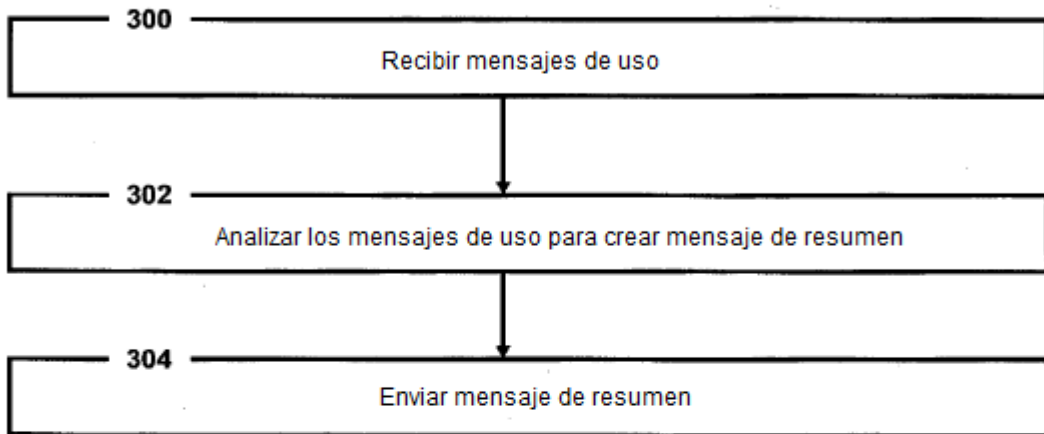 300
Recibir mensajes de uso
302
Analizar los mensajes de uso para crear mensaje de resumen
304
Enviar mensaje de resumen